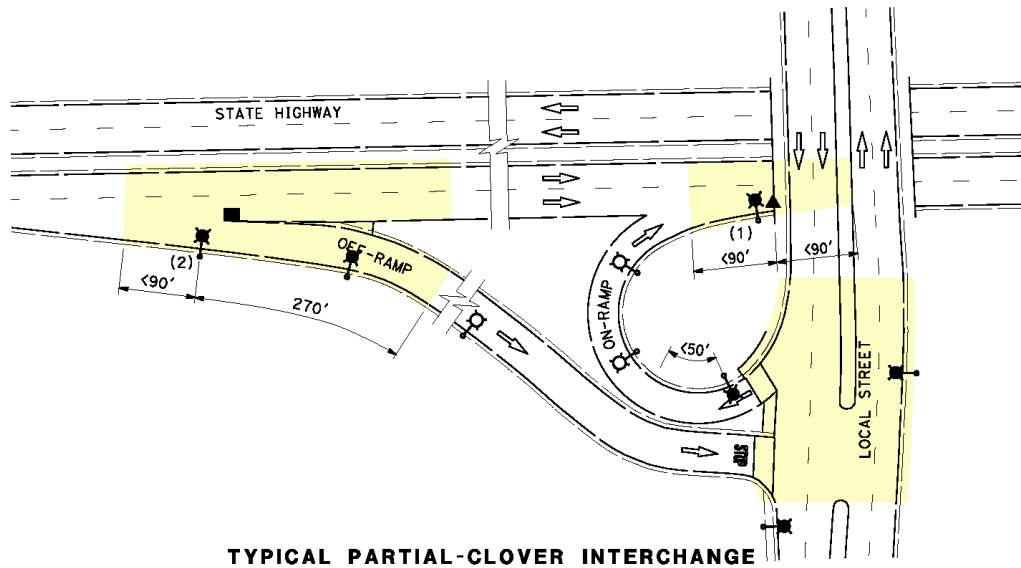 STATE HIGHWAY
(1)
<90'
<90'
OFF-RAMP
(2)
<90'
270'
ON-RAMP
<50'
LOCAL STREET
STOP
TYPICAL PARTIAL-CLOVER INTERCHANGE